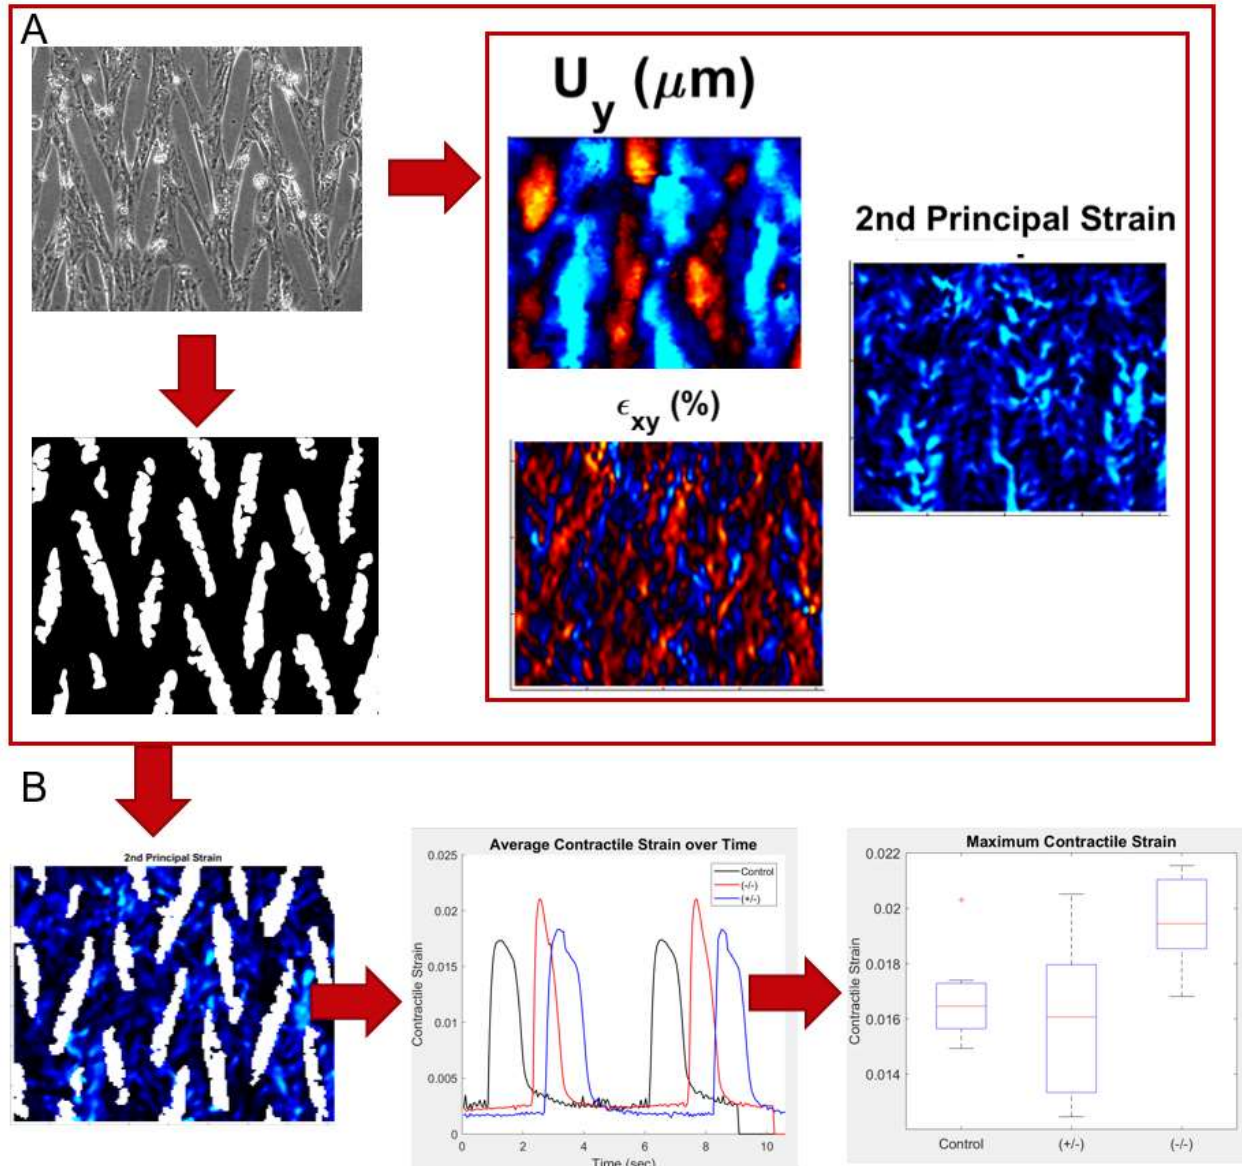 A
U_y (μm)
2nd Principal Strain
-
ϵ_xy (%)
B
2nd Principal Strain
Average Contractile Strain over Time
0.025
0.02
0.015
0.01
0.005
0
Contractile Strain
Control
(-/-)
(+/-)
0 2 4 6 8 10
Time (sec)
Maximum Contractile Strain
0.022
0.02
0.018
0.016
0.014
Contractile Strain
Control (+/-) (-/-)